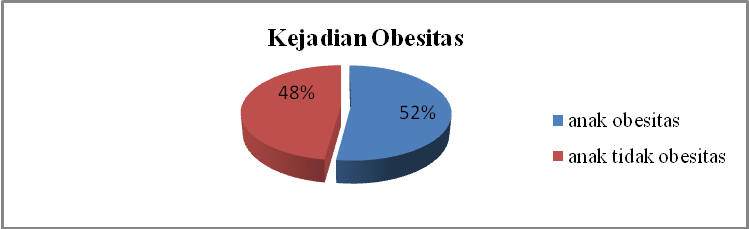 Kejadian Obesitas
48%
52%
anak obesitas
anak tidak obesitas